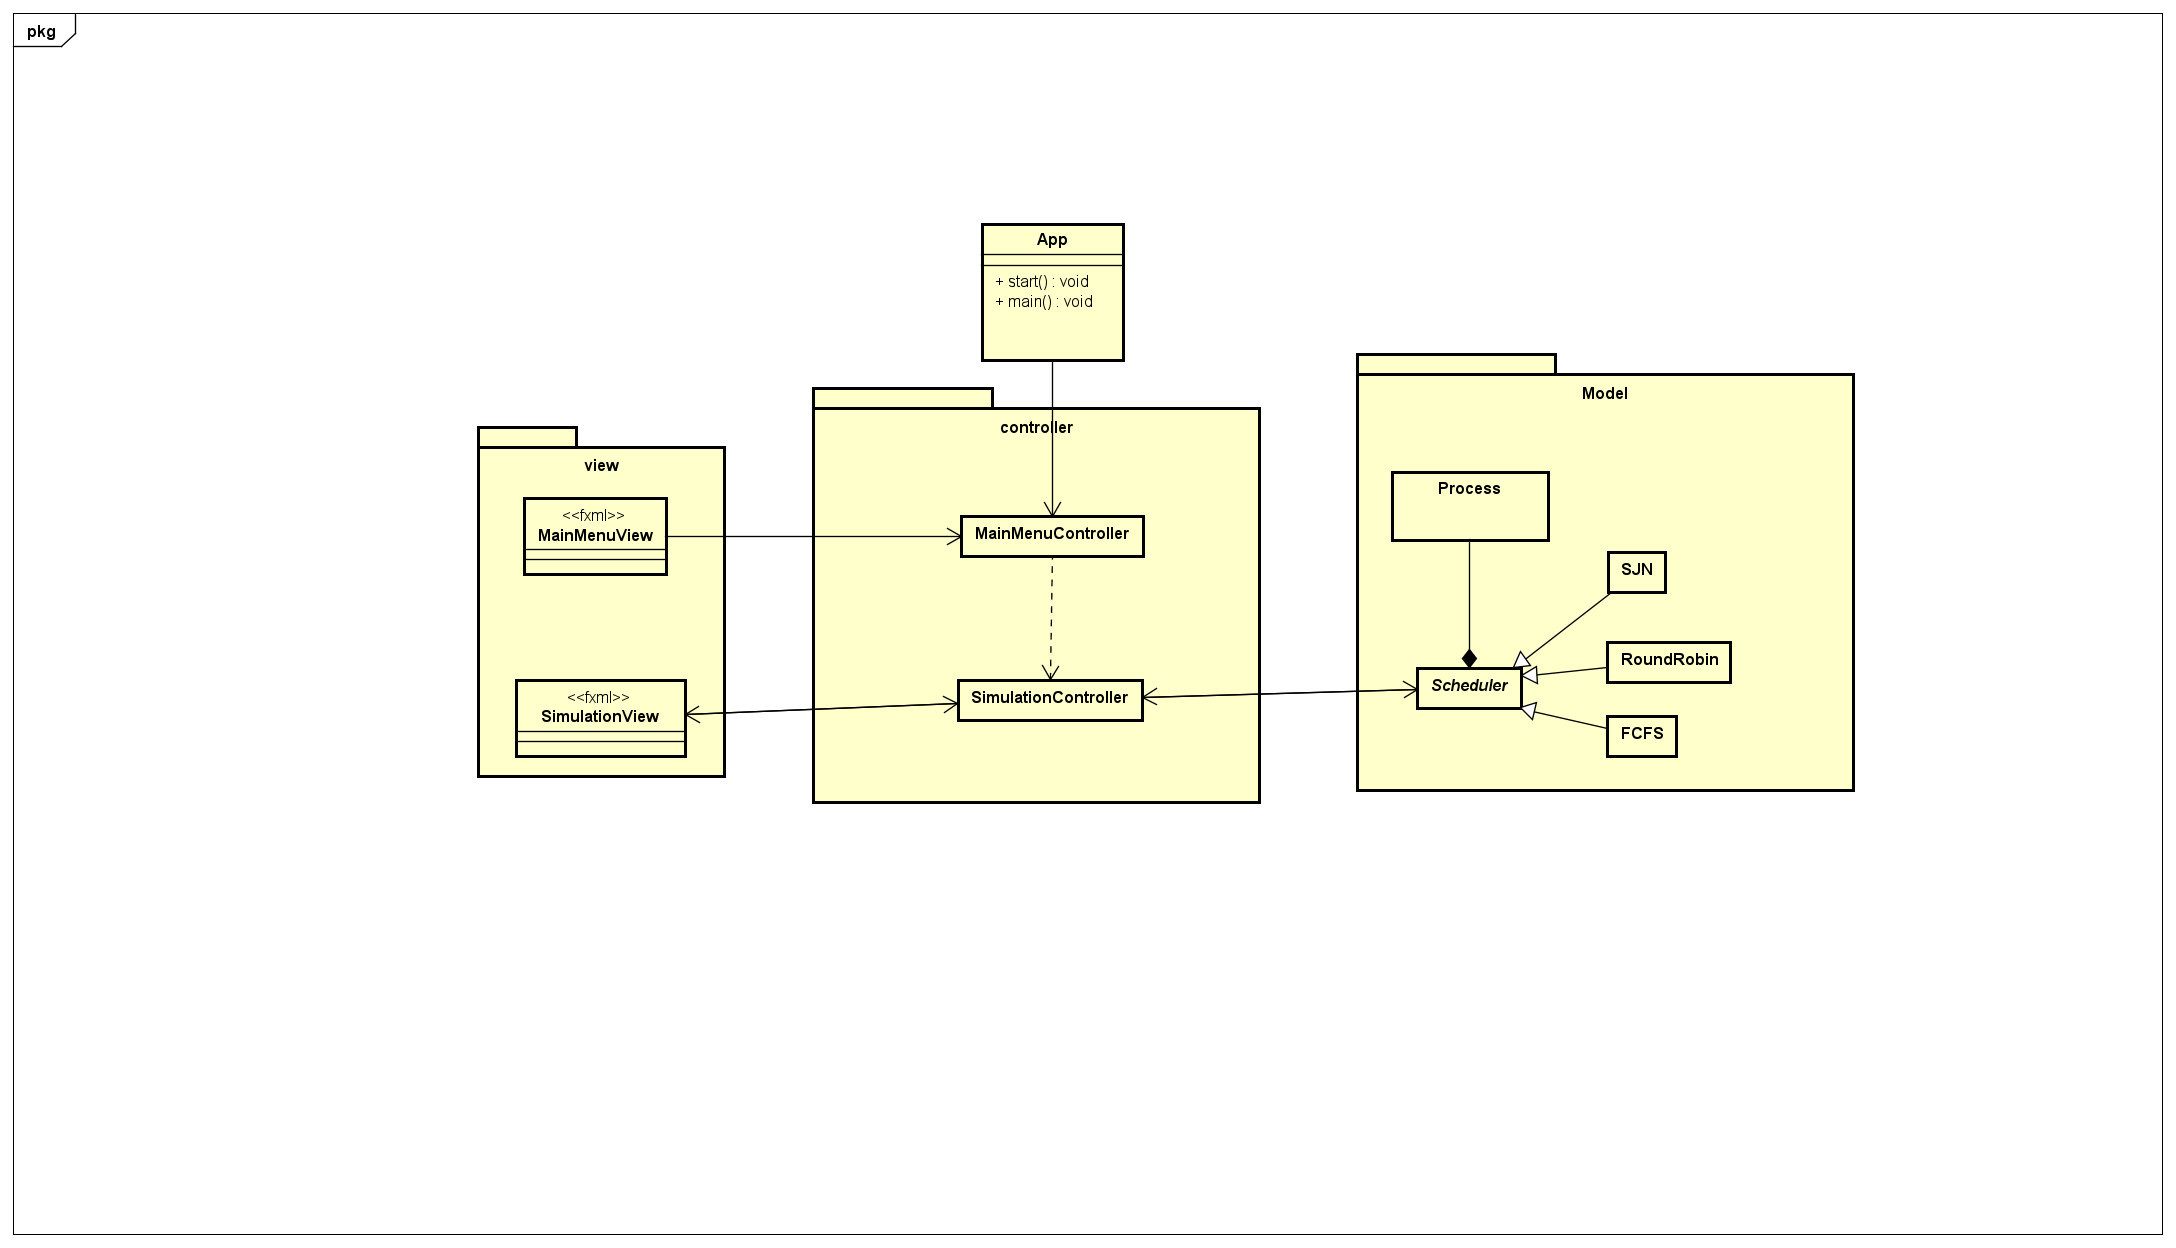 pkg
App
+ start() : void
+ main() : void
view
<<fxml>>
MainMenuView
<<fxml>>
SimulationView
controller
MainMenuController
SimulationController
Model
Process
SJN
RoundRobin
Scheduler
FCFS